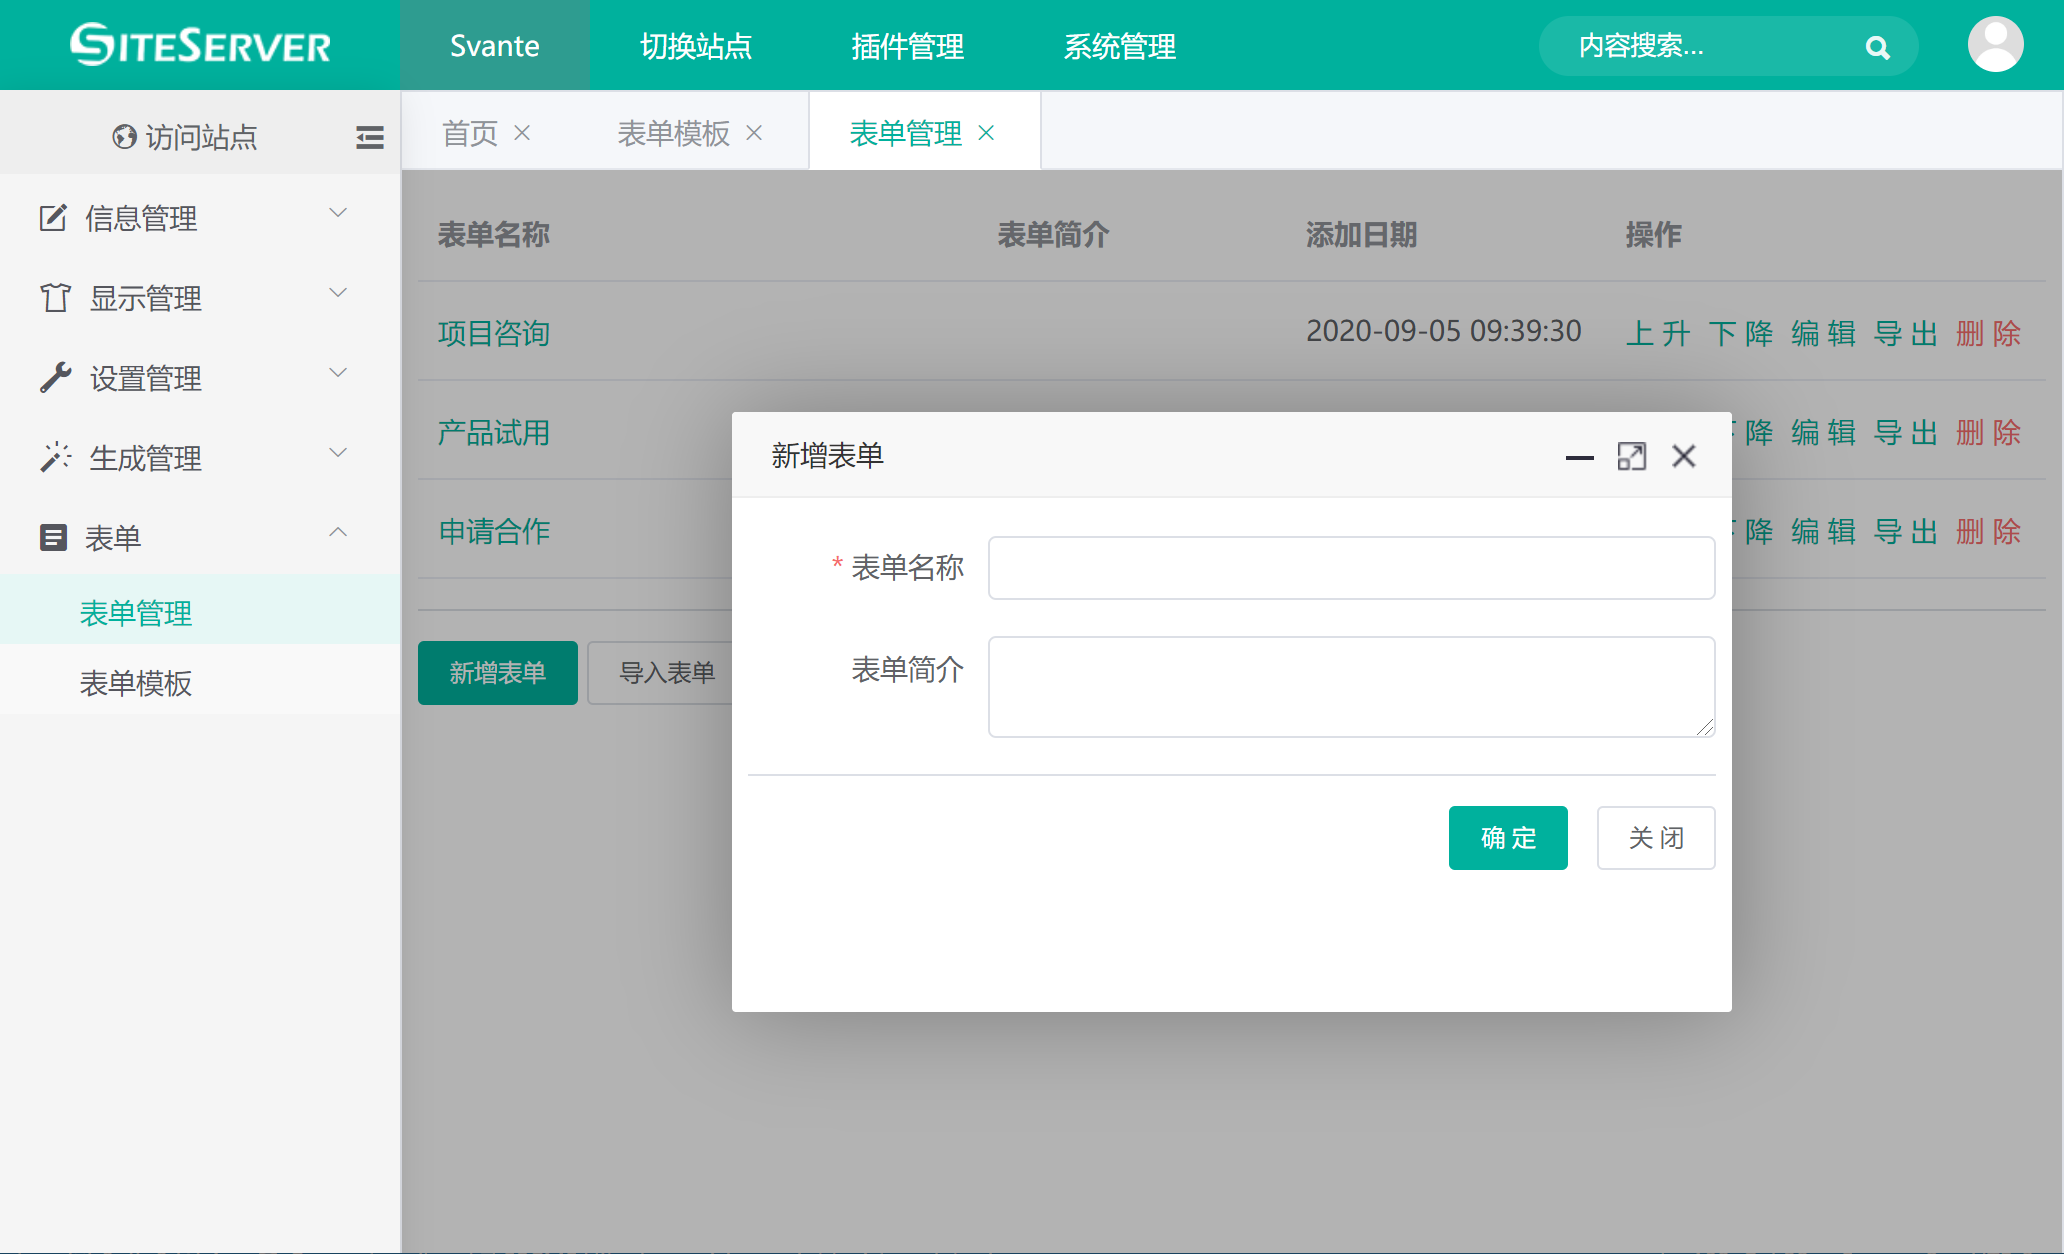 SITESERVER
Svante 切换站点 插件管理 系统管理 内容搜索...
访问站点
首页 表单模板 表单管理
信息管理
显示管理
设置管理
生成管理
表单
表单管理
表单模板
表单名称 表单简介 添加日期 操作
项目咨询 2020-09-05 09:39:30 上升 下降 编辑 导出 删除
产品试用 降 编辑 导出 删除
申请合作 降 编辑 导出 删除
新增表单 导入表单
新增表单
* 表单名称
表单简介
确定 关闭